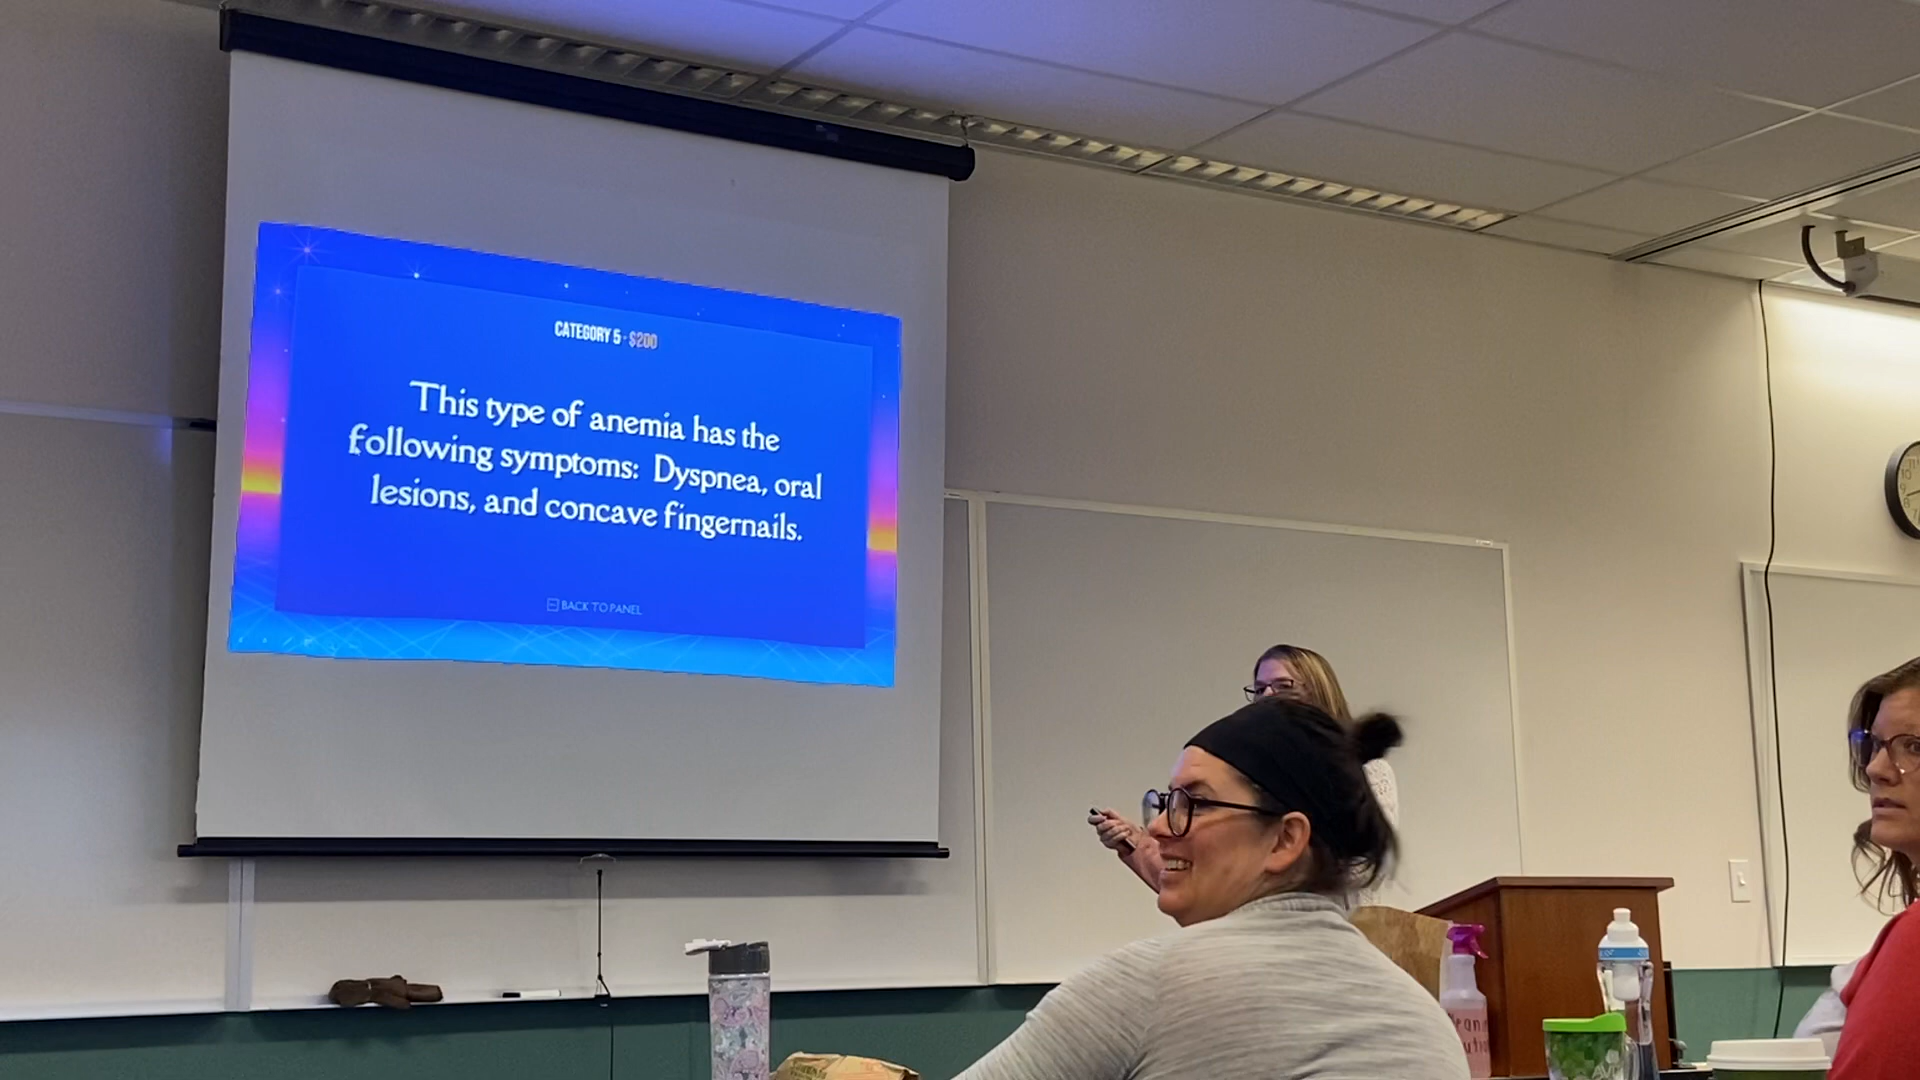 CATEGORY 5 - $200
This type of anemia has the
following symptoms: Dyspnea, oral
lesions, and concave fingernails.
BACK TO PANEL